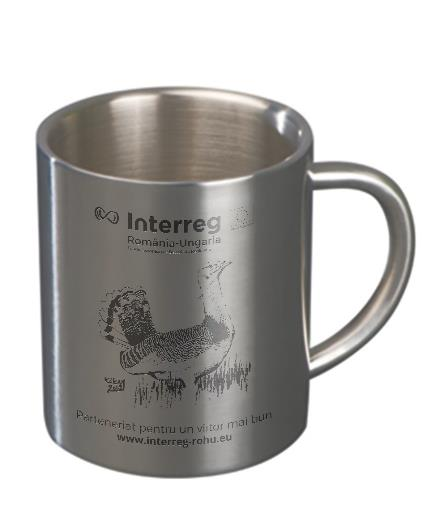 Interreg
România-Ungaria
Parteneriat pentru un viitor mai bun
www.interreg-rohu.eu